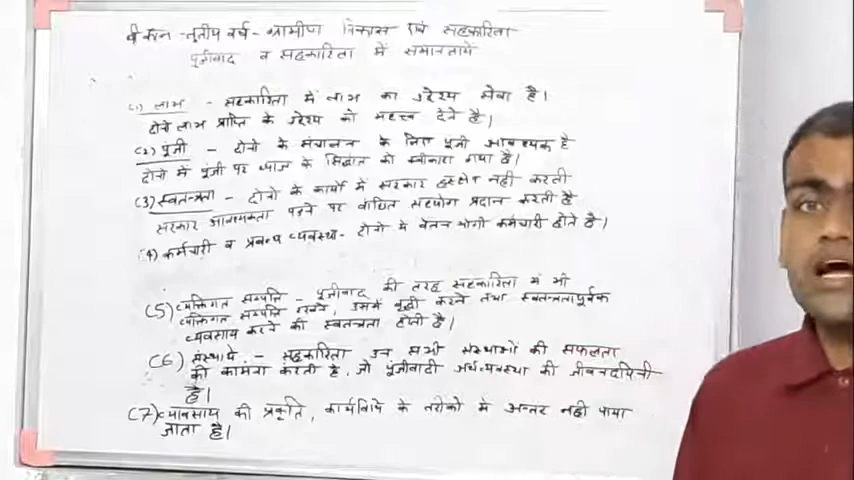 बी.कॉम - तृतीय वर्ष - ग्रामीण विकास एवं सहकारिता
पूंजीवाद व सहकारिता में समानतायें
(1) लाभ - सहकारिता में लाभ का उद्देश्य सेवा है।
दोनो लाभ प्राप्ति के उद्देश्य को महत्व देते है।
(2) पूंजी - दोनो के संचालन के लिए पूंजी आवश्यक है
दोनो में पूंजी पर ब्याज के सिद्धांत को स्वीकारा गया है।
(3) स्वतन्त्रता - दोनो के कार्यो में सरकार हस्तक्षेप नही करती
सरकार आवश्यकता पड़ने पर वांछित सहयोग प्रदान करती है
(4) कर्मचारी व प्रबन्ध व्यवस्था - दोनो मे वेतन भोगी कर्मचारी होते है।
(5) व्यक्तिगत सम्पत्ति - पूंजीवाद की तरह सहकारिता में भी
व्यक्तिगत सम्पत्ति रखने, उसमें वृद्धी करने तथा स्वतन्त्रतापूर्वक
व्यवसाय करने की स्वतन्त्रता होती है।
(6) संस्थायें - सहकारिता उन सभी संस्थाओं की सफलता
की कामना करती है, जो पूंजीवादी अर्थव्यवस्था की जीवनदायिनी
है।
(7) व्यावसाय की प्रकृति, कार्यविधि के तरीको में अन्तर नही पाया
जाता है।